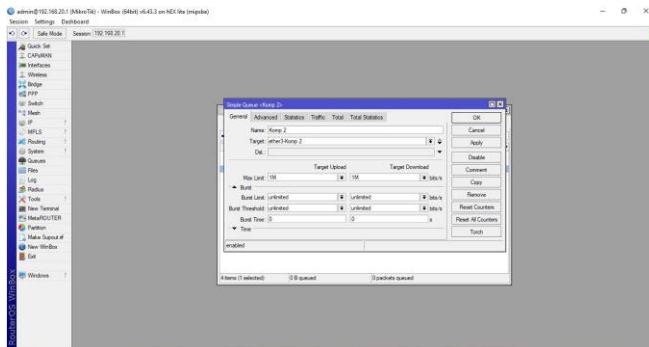 admin@192.168.20.1 (MikroTik) - WinBox (64bit) v6.43.3 on hEX lite (mipsbe)
Session Settings Dashboard
Safe Mode Session: 192.168.20.1
Quick Set
CAPsMAN
Interfaces
Wireless
Bridge
PPP
Switch
Mesh
IP
MPLS
Routing
System
Queues
Files
Log
Radius
Tools
New Terminal
MetaROUTER
Partition
Make Supout.rif
New WinBox
Exit
Windows
RouterOS WinBox
Simple Queue <Komp 2>
General Advanced Statistics Traffic Total Total Statistics
Name: Komp 2
Target: ether3-Komp 2
Dst.:
Target Upload Target Download
Max Limit: 1M 1M bits/s
Burst
Burst Limit: unlimited unlimited bits/s
Burst Threshold: unlimited unlimited bits/s
Burst Time: 0 0 s
Time
enabled
OK
Cancel
Apply
Disable
Comment
Copy
Remove
Reset Counters
Reset All Counters
Torch
4 items (1 selected) 0 B queued 0 packets queued